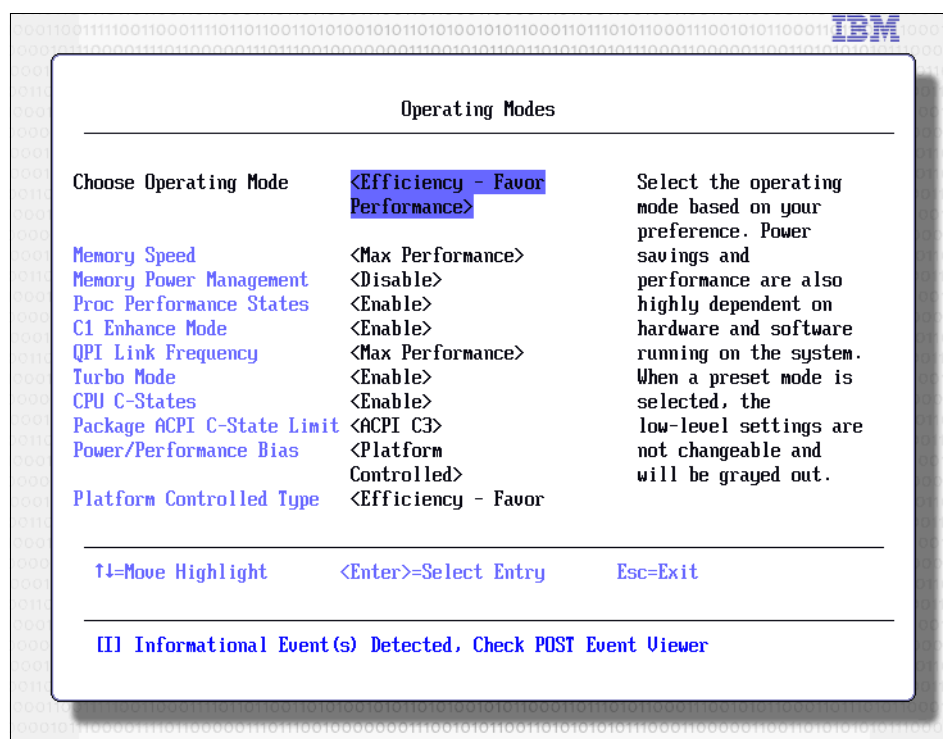 IBM
Operating Modes
Choose Operating Mode <Efficiency - Favor Performance>
Memory Speed <Max Performance>
Memory Power Management <Disable>
Proc Performance States <Enable>
C1 Enhance Mode <Enable>
QPI Link Frequency <Max Performance>
Turbo Mode <Enable>
CPU C-States <Enable>
Package ACPI C-State Limit <ACPI C3>
Power/Performance Bias <Platform Controlled>
Platform Controlled Type <Efficiency - Favor
Select the operating
mode based on your
preference. Power
savings and
performance are also
highly dependent on
hardware and software
running on the system.
When a preset mode is
selected, the
low-level settings are
not changeable and
will be grayed out.
↑↓=Move Highlight <Enter>=Select Entry Esc=Exit
[I] Informational Event(s) Detected, Check POST Event Viewer